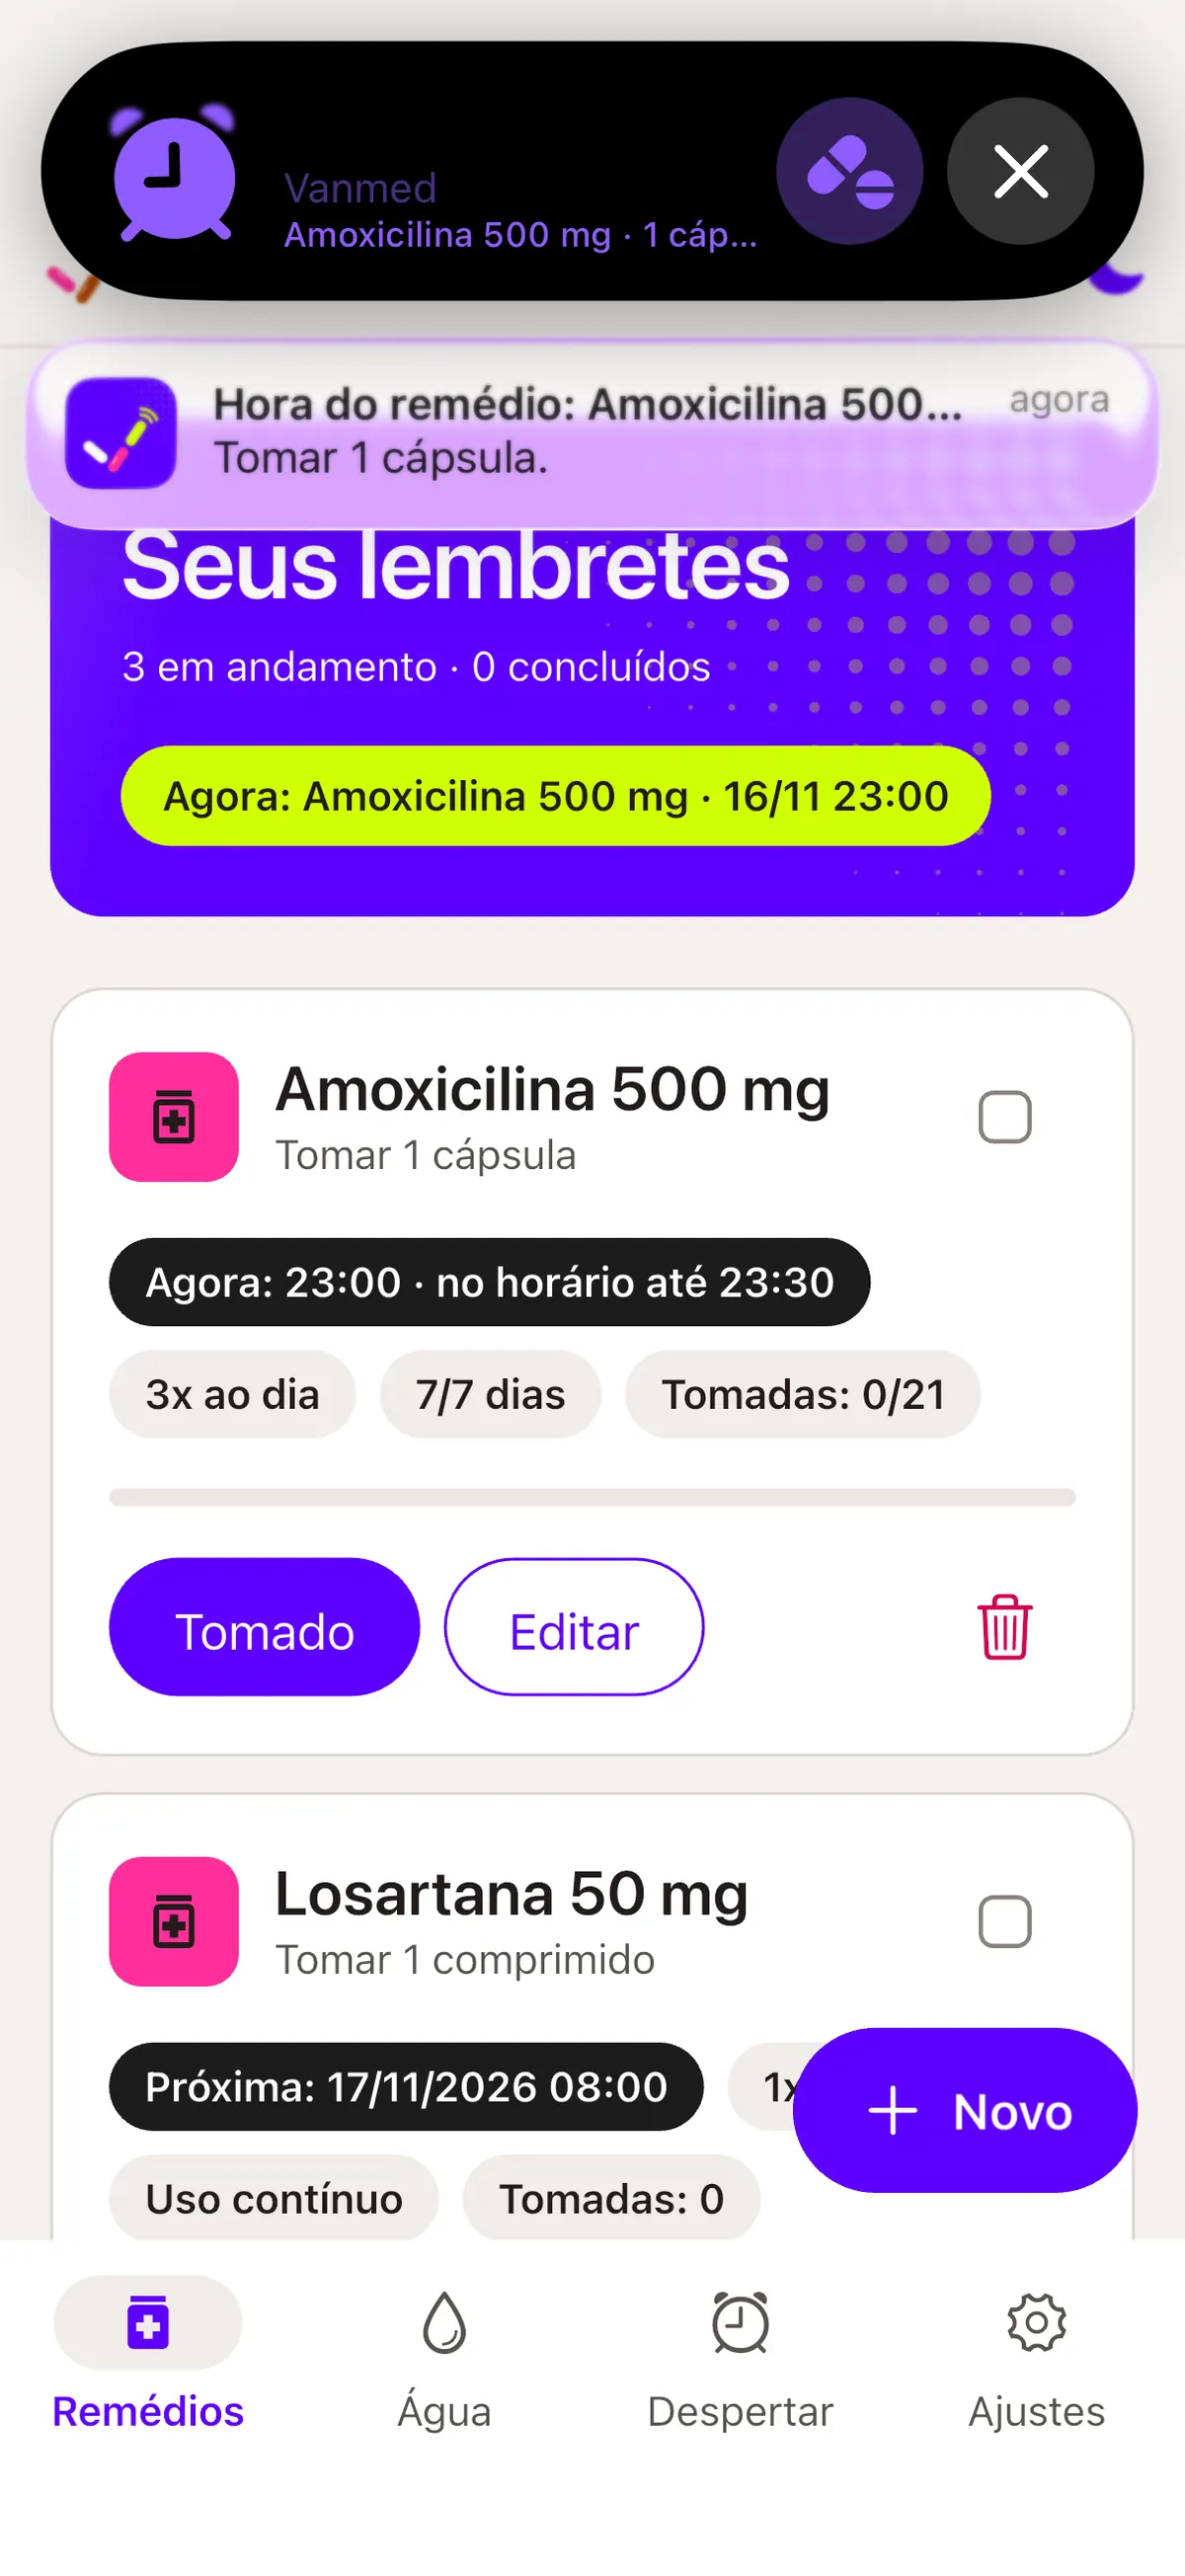 Vanmed
Amoxicilina 500 mg · 1 cáp...
Hora do remédio: Amoxicilina 500... agora
Tomar 1 cápsula.
Seus lembretes
3 em andamento · 0 concluídos
Agora: Amoxicilina 500 mg · 16/11 23:00
Amoxicilina 500 mg
Tomar 1 cápsula
Agora: 23:00 · no horário até 23:30
3x ao dia 7/7 dias Tomadas: 0/21
Tomado Editar
Losartana 50 mg
Tomar 1 comprimido
Próxima: 17/11/2026 08:00 1x
+ Novo
Uso contínuo Tomadas: 0
Remédios Água Despertar Ajustes